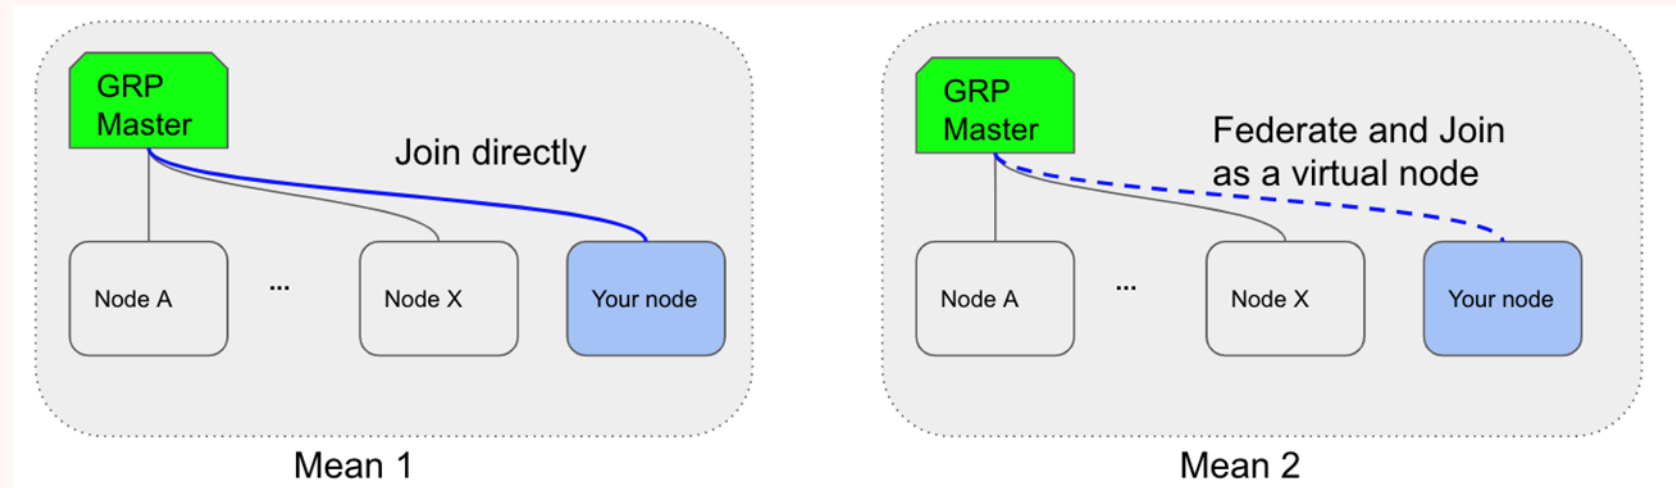 GRP
Master
Join directly
Node A
...
Node X
Your node
Mean 1
GRP
Master
Federate and Join
as a virtual node
Node A
...
Node X
Your node
Mean 2